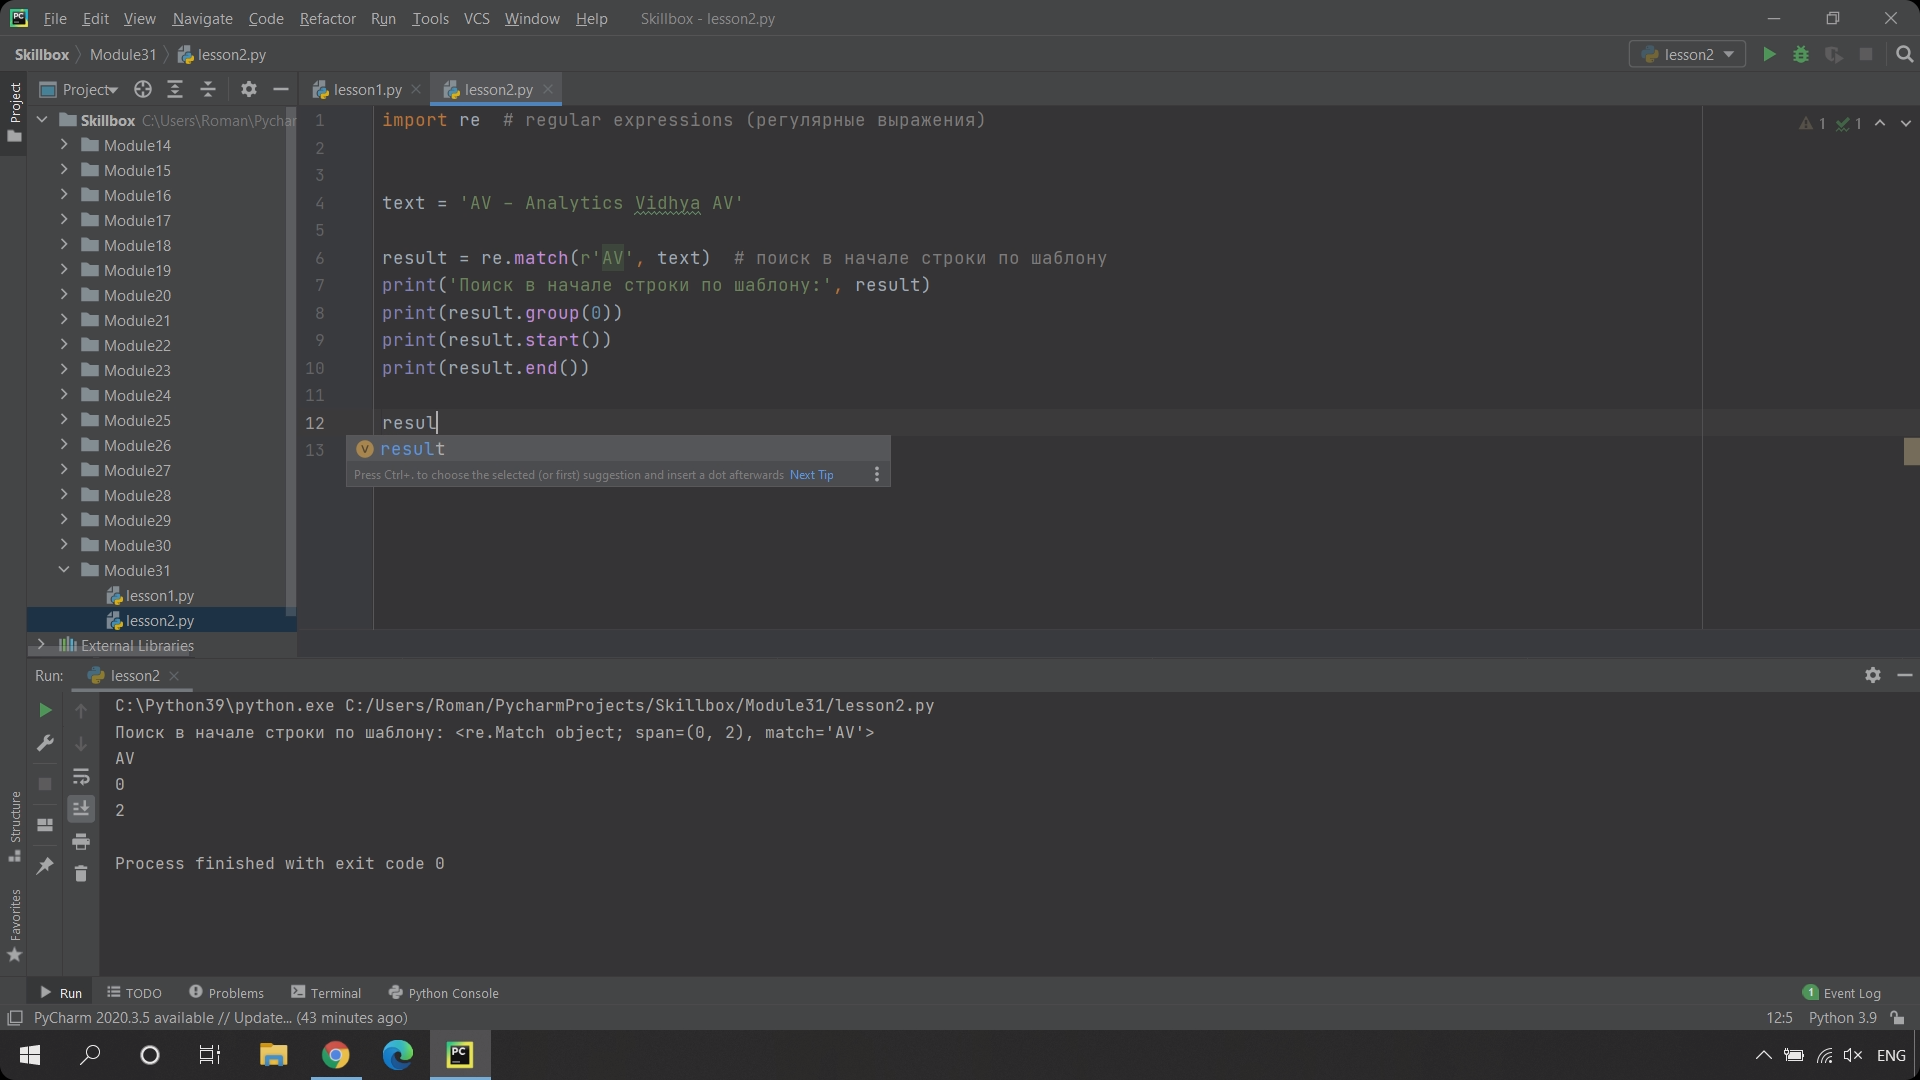 File Edit View Navigate Code Refactor Run Tools VCS Window Help Skillbox - lesson2.py
Skillbox Module31 lesson2.py lesson2
Project lesson1.py lesson2.py
Project
Skillbox C:\Users\Roman\Pychar
Module14
Module15
Module16
Module17
Module18
Module19
Module20
Module21
Module22
Module23
Module24
Module25
Module26
Module27
Module28
Module29
Module30
Module31
lesson1.py
lesson2.py
External Libraries
1 import re  # regular expressions (регулярные выражения)
1 1
2
3
4 text = 'AV - Analytics Vidhya AV'
5
6 result = re.match(r'AV', text)  # поиск в начале строки по шаблону
7 print('Поиск в начале строки по шаблону:', result)
8 print(result.group(0))
9 print(result.start())
10 print(result.end())
11
12 resul
13
V result
Press Ctrl+. to choose the selected (or first) suggestion and insert a dot afterwards Next Tip
Run: lesson2
C:\Python39\python.exe C:/Users/Roman/PycharmProjects/Skillbox/Module31/lesson2.py
Поиск в начале строки по шаблону: <re.Match object; span=(0, 2), match='AV'>
AV
0
2
Process finished with exit code 0
Structure
Favorites
Run TODO Problems Terminal Python Console 1 Event Log
PyCharm 2020.3.5 available // Update... (43 minutes ago) 12:5 Python 3.9
PC ENG